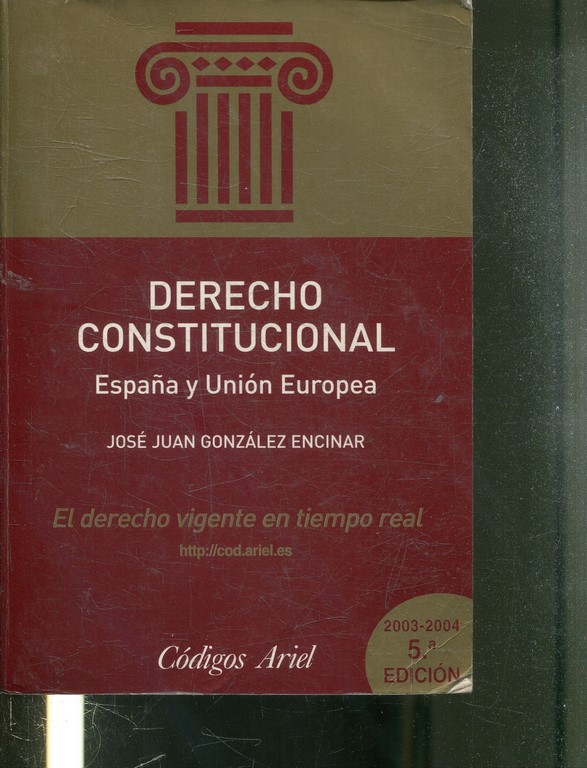 DERECHO
CONSTITUCIONAL
España y Unión Europea
JOSÉ JUAN GONZÁLEZ ENCINAR
El derecho vigente en tiempo real
http://cod.ariel.es
2003-2004
5.ª
EDICIÓN
Códigos Ariel